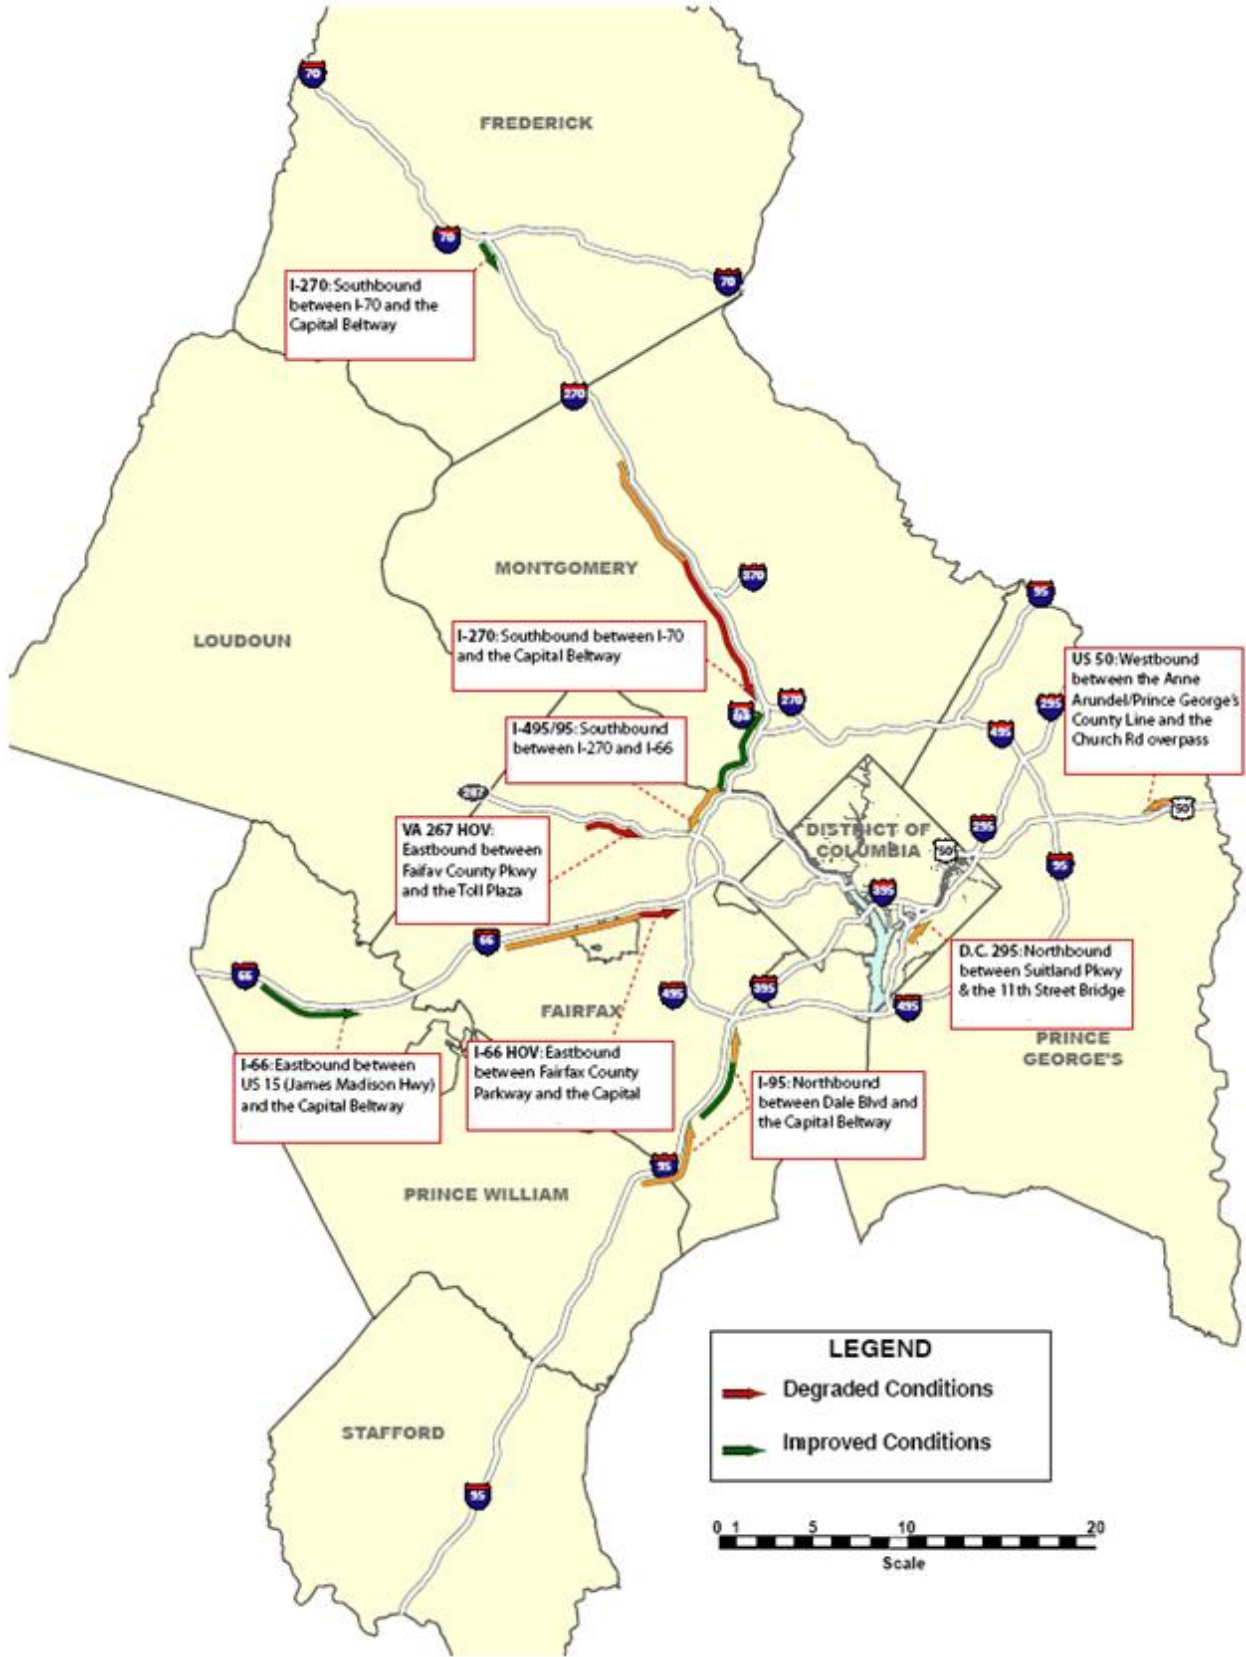 70
FREDERICK
70
70
I-270: Southbound
between I-70 and the
Capital Beltway
270
MONTGOMERY
370
95
LOUDOUN
I-270: Southbound between I-70
and the Capital Beltway
US 50: Westbound
between the Anne
Arundel/Prince George's
County Line and the
Church Rd overpass
270
295
495
I-495/95: Southbound
between I-270 and I-66
267
50
VA 267 HOV:
Eastbound between
Faifav County Pkwy
and the Toll Plaza
DISTRICT OF
COLUMBIA
295
50
95
395
66
66
D.C. 295: Northbound
between Suitland Pkwy
& the 11th Street Bridge
495
395
495
FAIRFAX
PRINCE
GEORGE'S
I-66: Eastbound between
US 15 (James Madison Hwy)
and the Capital Beltway
I-66 HOV: Eastbound
between Fairfax County
Parkway and the Capital
I-95: Northbound
between Dale Blvd and
the Capital Beltway
95
PRINCE WILLIAM
LEGEND
Degraded Conditions
Improved Conditions
STAFFORD
95
0 1 5 10 20
Scale